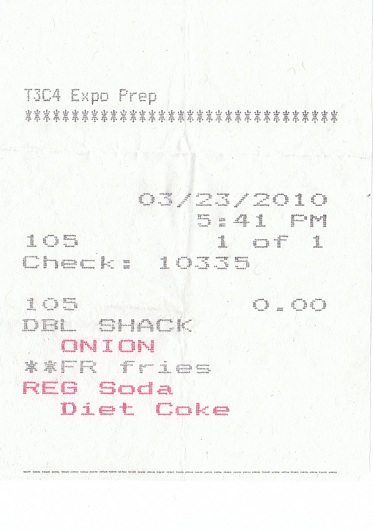 T3C4 Expo Prep
*********************************
03/23/2010
5:41 PM
105 1 of 1
Check: 10335
105 0.00
DBL SHACK
ONION
**FR fries
REG Soda
Diet Coke